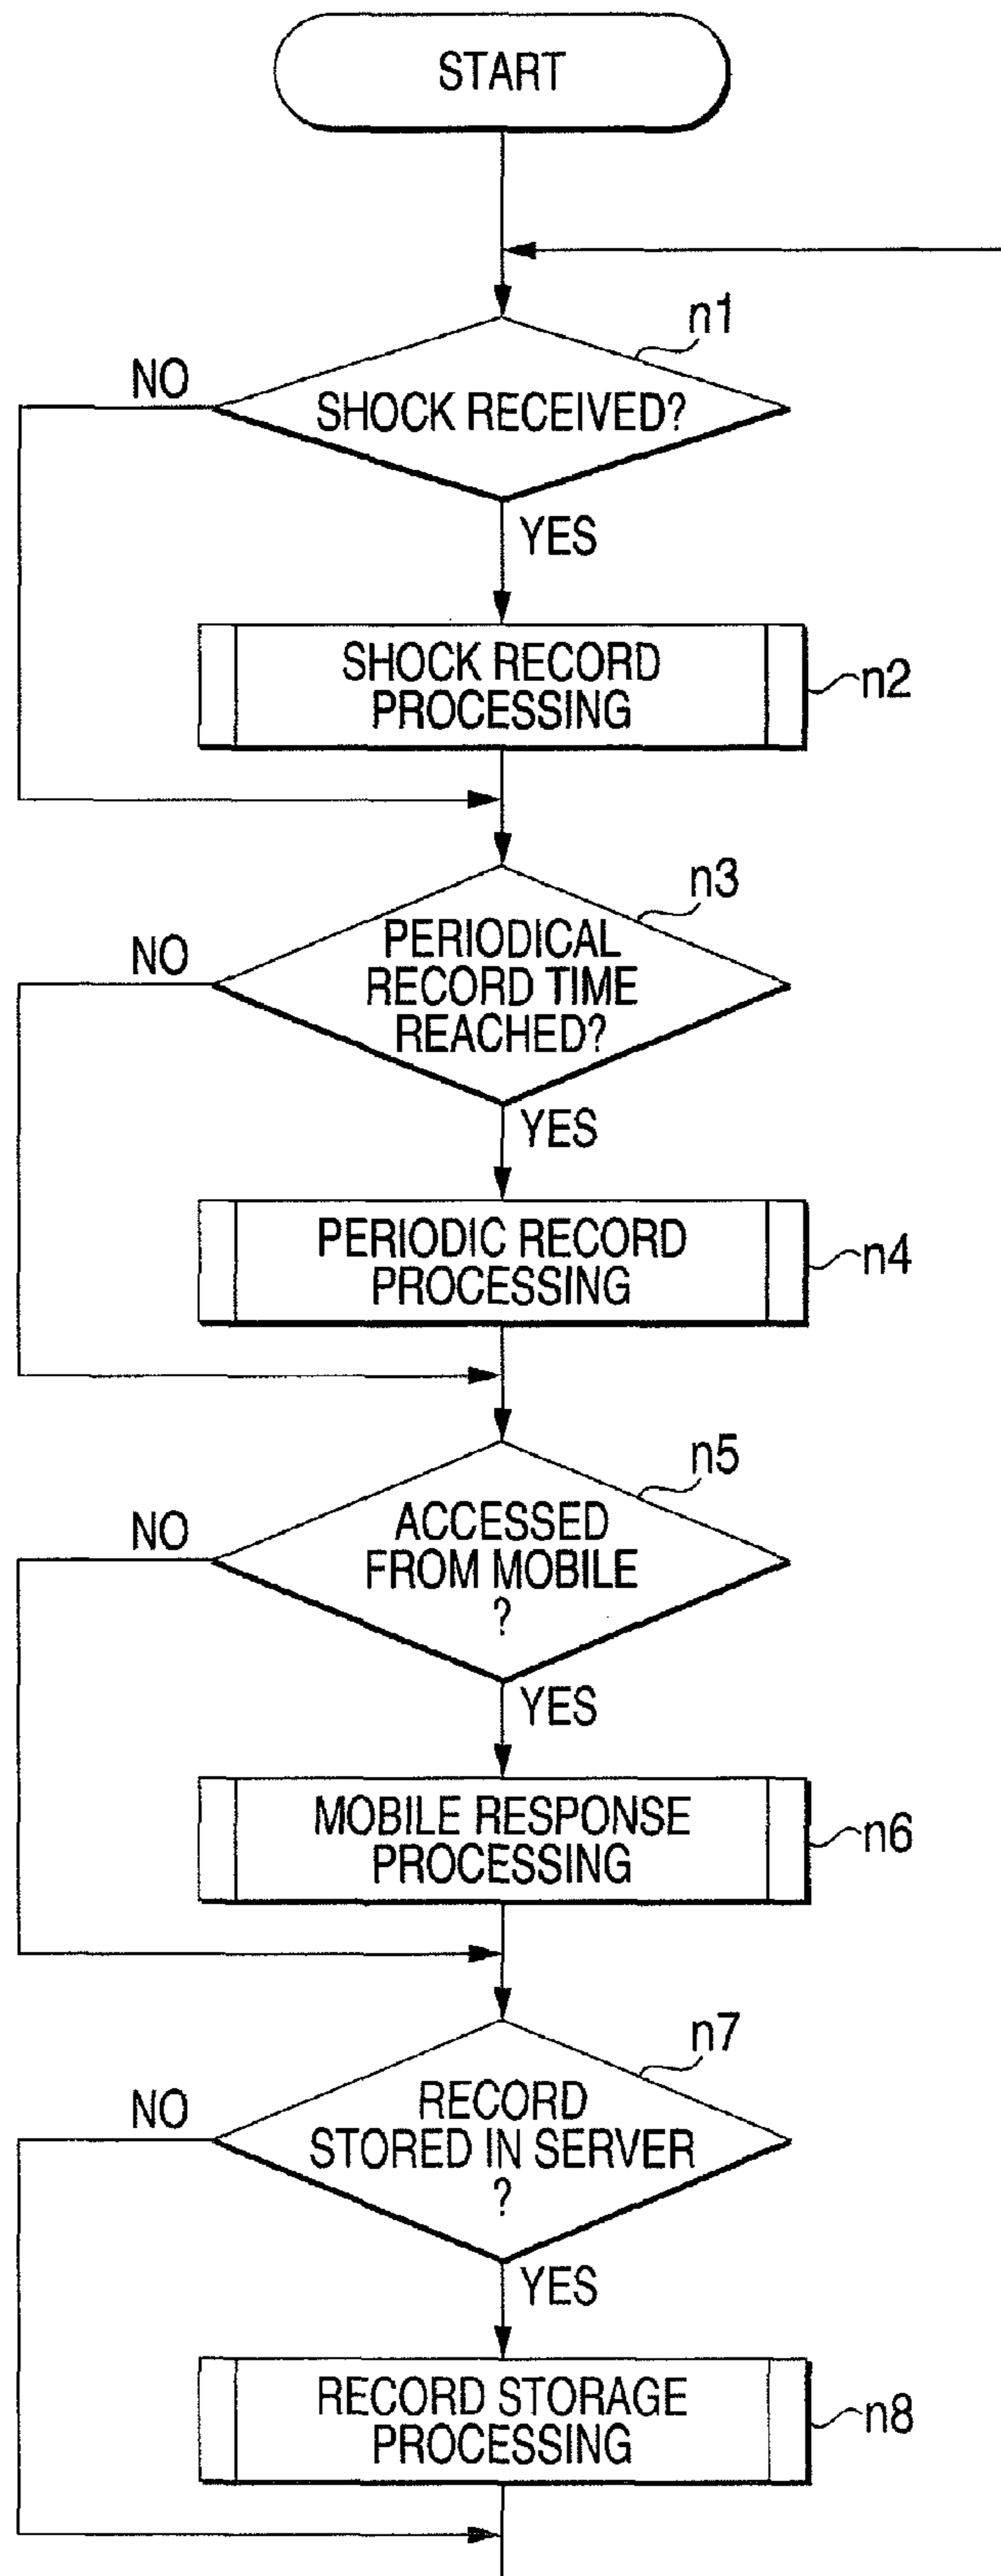 START
n1
NO
SHOCK RECEIVED?
YES
SHOCK RECORD
PROCESSING
n2
n3
NO
PERIODICAL
RECORD TIME
REACHED?
YES
PERIODIC RECORD
PROCESSING
n4
n5
NO
ACCESSED
FROM MOBILE
?
YES
MOBILE RESPONSE
PROCESSING
n6
n7
NO
RECORD
STORED IN SERVER
?
YES
RECORD STORAGE
PROCESSING
n8